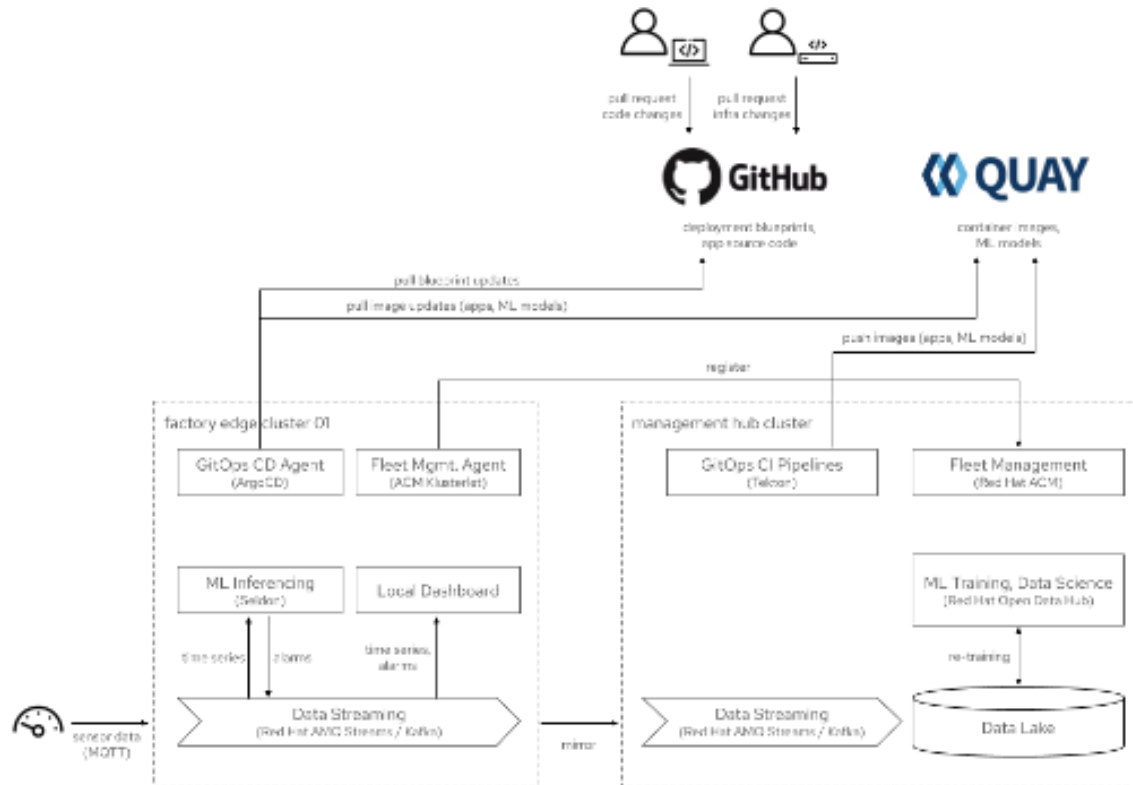 </>
</>
pull request
code changes
pull request
infra changes
GitHub
QUAY
deployment blueprints,
app source code
container images,
ML models
pull blueprint updates
pull image updates (apps, ML models)
push images (apps, ML models)
register
factory edge cluster 01
management hub cluster
GitOps CD Agent
(ArgoCD)
Fleet Mgmt. Agent
(ACM Klusterlet)
GitOps CI Pipelines
(Tekton)
Fleet Management
(Red Hat ACM)
ML Inferencing
(Seldon)
Local Dashboard
ML Training, Data Science
(Red Hat Open Data Hub)
time series
alarms
time series,
alarms
re-training
Data Streaming
(Red Hat AMQ Streams / Kafka)
Data Streaming
(Red Hat AMQ Streams / Kafka)
Data Lake
sensor data
(MQTT)
mirror